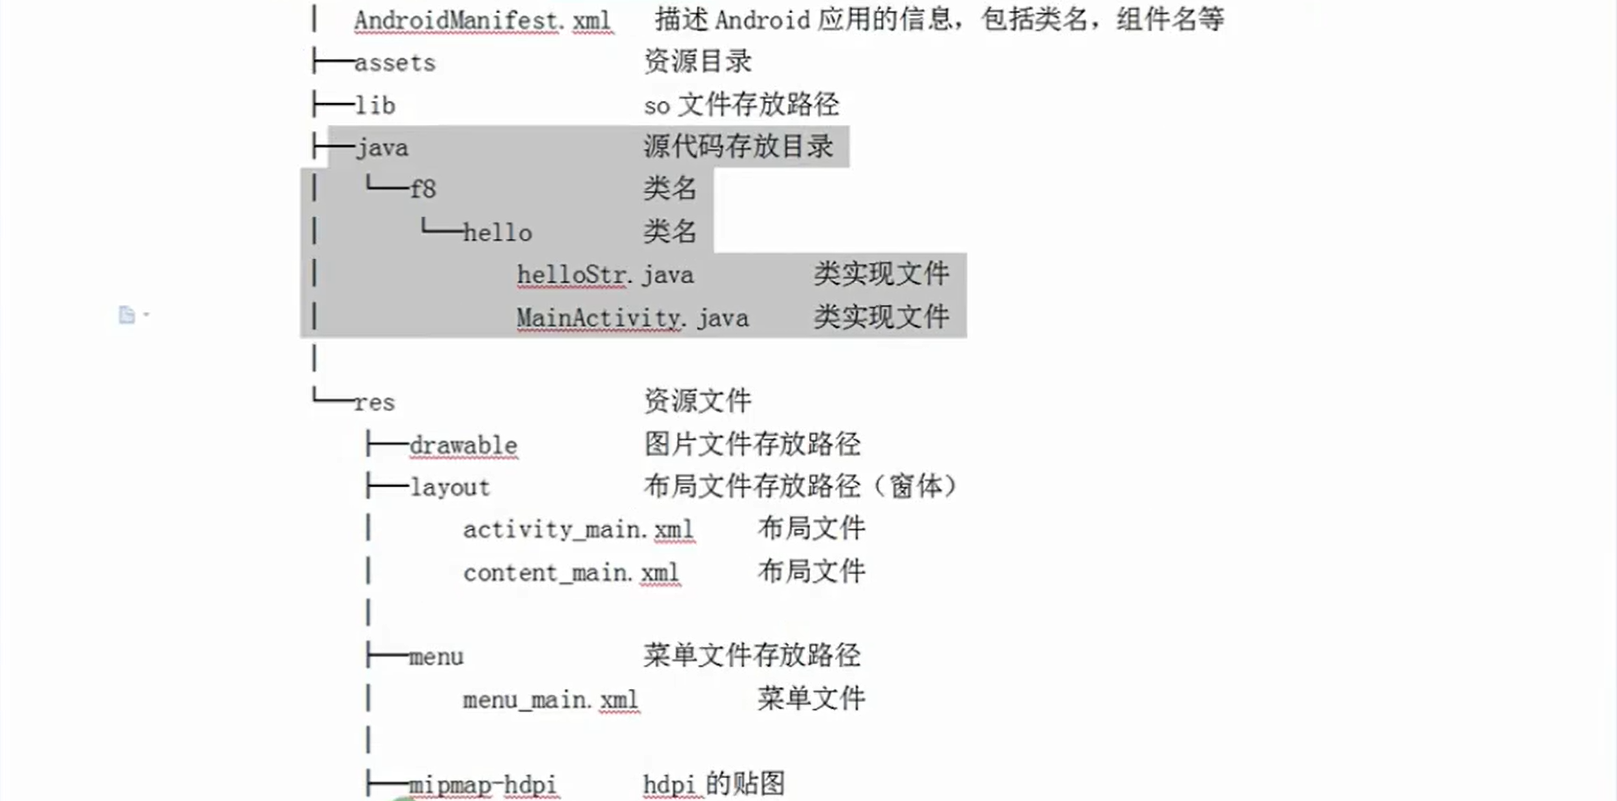 │  AndroidManifest.xml   描述 Android 应用的信息，包括类名，组件名等
├──assets   资源目录
├──lib   so 文件存放路径
├──java   源代码存放目录
│  └──f8   类名
│      └──hello   类名
│          helloStr.java   类实现文件
│          MainActivity.java   类实现文件
│
└──res   资源文件
    ├──drawable   图片文件存放路径
    ├──layout   布局文件存放路径（窗体）
    │      activity_main.xml   布局文件
    │      content_main.xml   布局文件
    │
    ├──menu   菜单文件存放路径
    │      menu_main.xml   菜单文件
    │
    ├──mipmap-hdpi   hdpi 的贴图